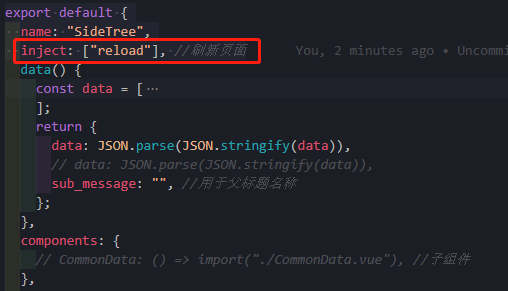 export default {
name: "SideTree",
inject: ["reload"], //刷新页面 You, 2 minutes ago • Uncommi
data() {
const data = [ ⋯
];
return {
data: JSON.parse(JSON.stringify(data)),
// data: JSON.parse(JSON.stringify(data)),
sub_message: "", //用于父标题名称
};
},
components: {
// CommonData: () => import("./CommonData.vue"), //子组件
},